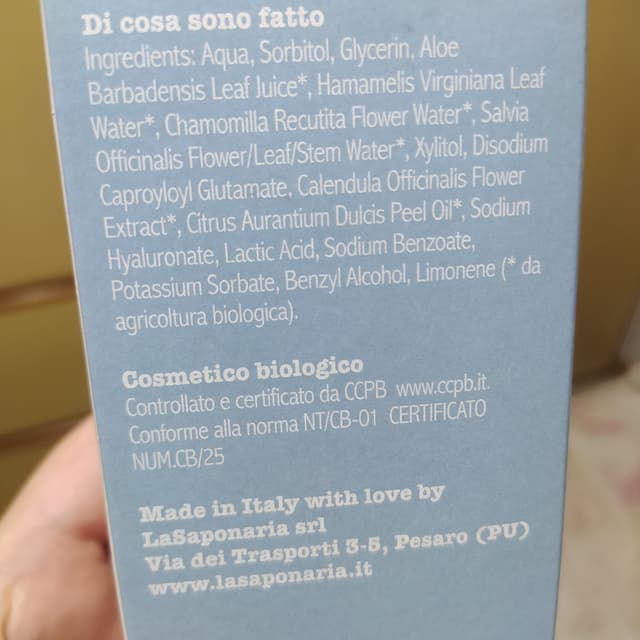 Di cosa sono fatto
Ingredients: Aqua, Sorbitol, Glycerin, Aloe
Barbadensis Leaf Juice*, Hamamelis Virginiana Leaf
Water*, Chamomilla Recutita Flower Water*, Salvia
Officinalis Flower/Leaf/Stem Water*, Xylitol, Disodium
Caproyloyl Glutamate, Calendula Officinalis Flower
Extract*, Citrus Aurantium Dulcis Peel Oil*, Sodium
Hyaluronate, Lactic Acid, Sodium Benzoate,
Potassium Sorbate, Benzyl Alcohol, Limonene (* da
agricoltura biologica).
Cosmetico biologico
Controllato e certificato da CCPB www.ccpb.it.
Conforme alla norma NT/CB-01 CERTIFICATO
NUM.CB/25
Made in Italy with love by
LaSaponaria srl
Via dei Trasporti 3-5, Pesaro (PU)
www.lasaponaria.it